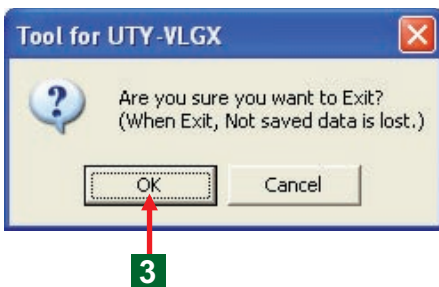 Tool for UTY-VLGX
Are you sure you want to Exit?
(When Exit, Not saved data is lost.)
OK Cancel
3